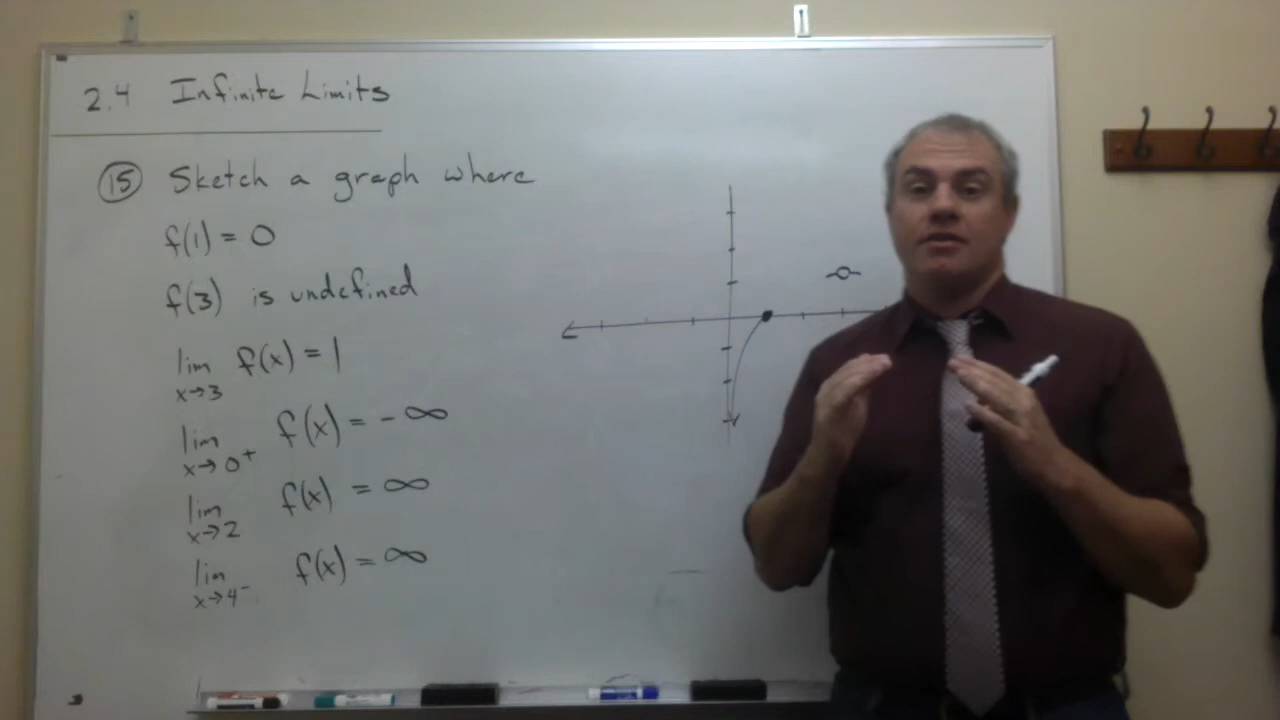 2.4 Infinite Limits
15 Sketch a graph where
f(1) = 0
f(3) is undefined
lim x→3 f(x) = 1
lim x→0⁺ f(x) = -∞
lim x→2 f(x) = ∞
lim x→4⁻ f(x) = ∞